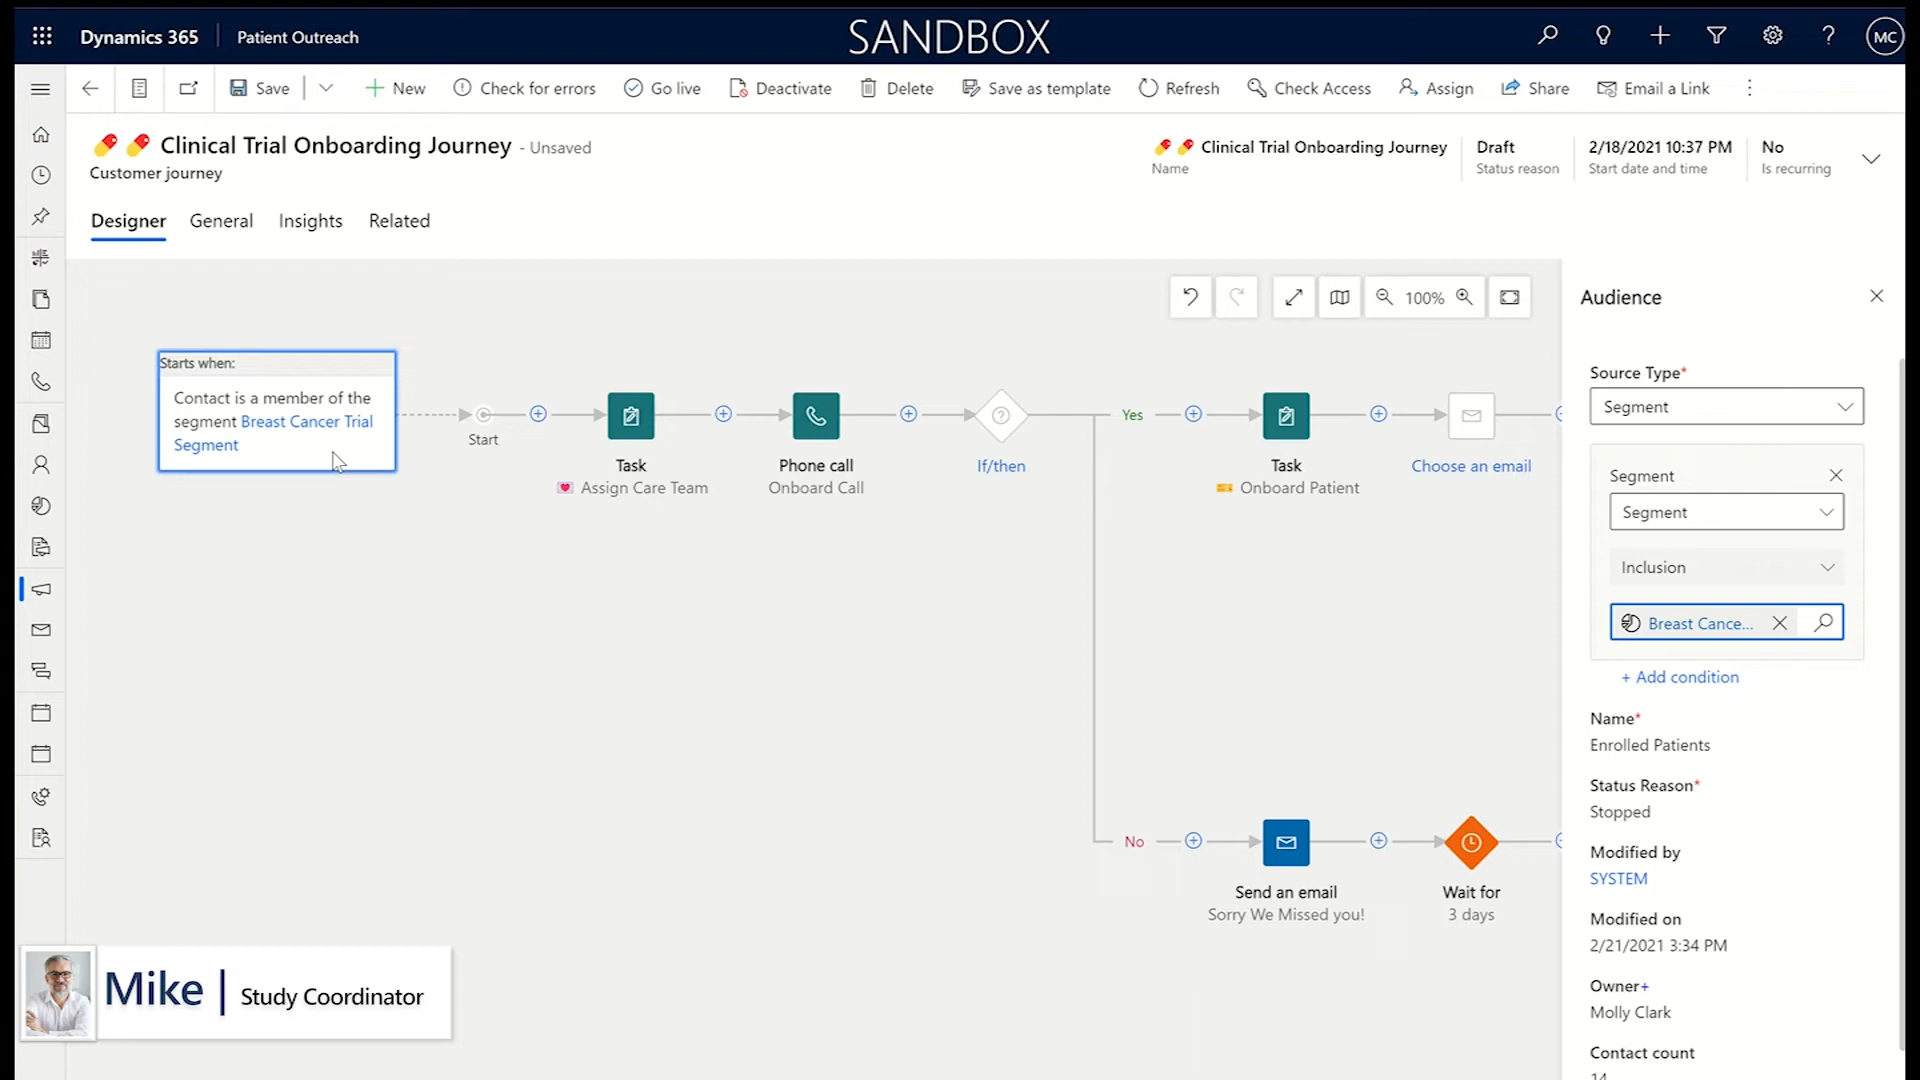 Dynamics 365
Patient Outreach
SANDBOX
MC
Save
New
Check for errors
Go live
Deactivate
Delete
Save as template
Refresh
Check Access
Assign
Share
Email a Link
Clinical Trial Onboarding Journey - Unsaved
Customer journey
Clinical Trial Onboarding Journey
Name
Draft
Status reason
2/18/2021 10:37 PM
Start date and time
No
Is recurring
Designer
General
Insights
Related
100%
Starts when:
Contact is a member of the
segment Breast Cancer Trial
Segment
Start
Task
Assign Care Team
Phone call
Onboard Call
If/then
Yes
Task
Onboard Patient
Choose an email
No
Send an email
Sorry We Missed you!
Wait for
3 days
Audience
Source Type*
Segment
Segment
Segment
Inclusion
Breast Cance...
+ Add condition
Name*
Enrolled Patients
Status Reason*
Stopped
Modified by
SYSTEM
Modified on
2/21/2021 3:34 PM
Owner+
Molly Clark
Contact count
14
Mike | Study Coordinator